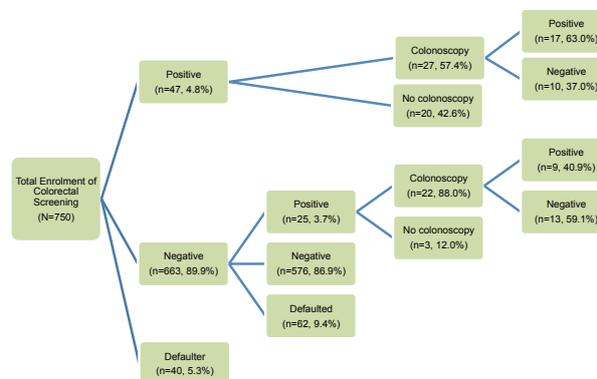 Total Enrolment of
Colorectal
Screening
(N=750)
Positive
(n=47, 4.8%)
Colonoscopy
(n=27, 57.4%)
Positive
(n=17, 63.0%)
Negative
(n=10, 37.0%)
No colonoscopy
(n=20, 42.6%)
Negative
(n=663, 89.9%)
Positive
(n=25, 3.7%)
Colonoscopy
(n=22, 88.0%)
Positive
(n=9, 40.9%)
Negative
(n=13, 59.1%)
No colonoscopy
(n=3, 12.0%)
Negative
(n=576, 86.9%)
Defaulted
(n=62, 9.4%)
Defaulter
(n=40, 5.3%)